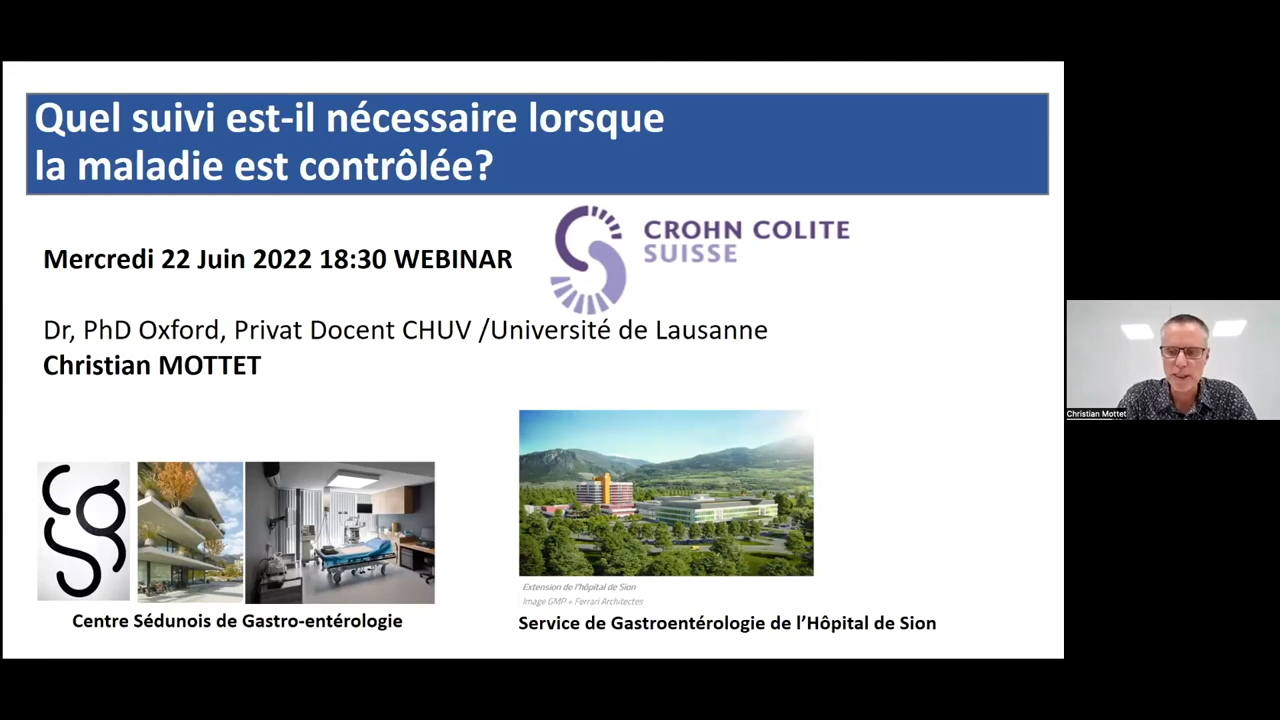 Quel suivi est-il nécessaire lorsque
la maladie est contrôlée?
CROHN COLITE
SUISSE
Mercredi 22 Juin 2022 18:30 WEBINAR
Dr, PhD Oxford, Privat Docent CHUV /Université de Lausanne
Christian MOTTET
Christian Mottet
csg
Extension de l'hôpital de Sion
Image GMP + Ferrari Architectes
Centre Sédunois de Gastro-entérologie
Service de Gastroentérologie de l’Hôpital de Sion